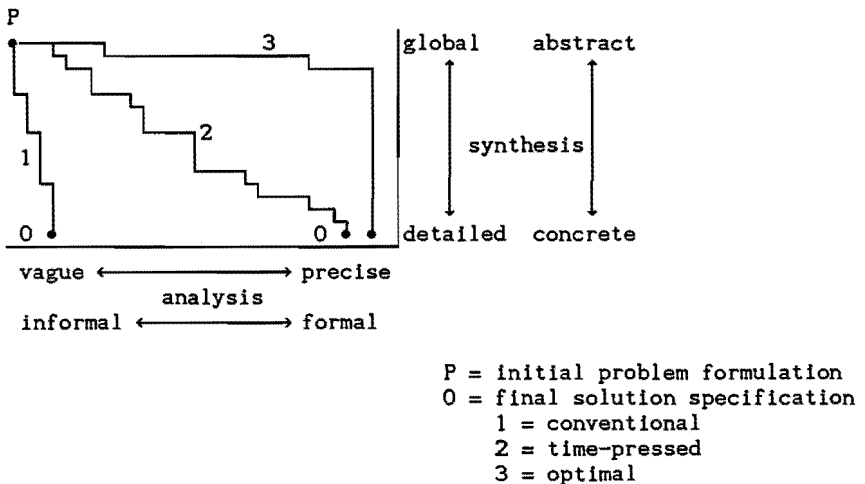 P
3
global abstract
2
1
synthesis
0 0
detailed concrete
vague precise
analysis
informal formal
P = initial problem formulation
0 = final solution specification
1 = conventional
2 = time-pressed
3 = optimal